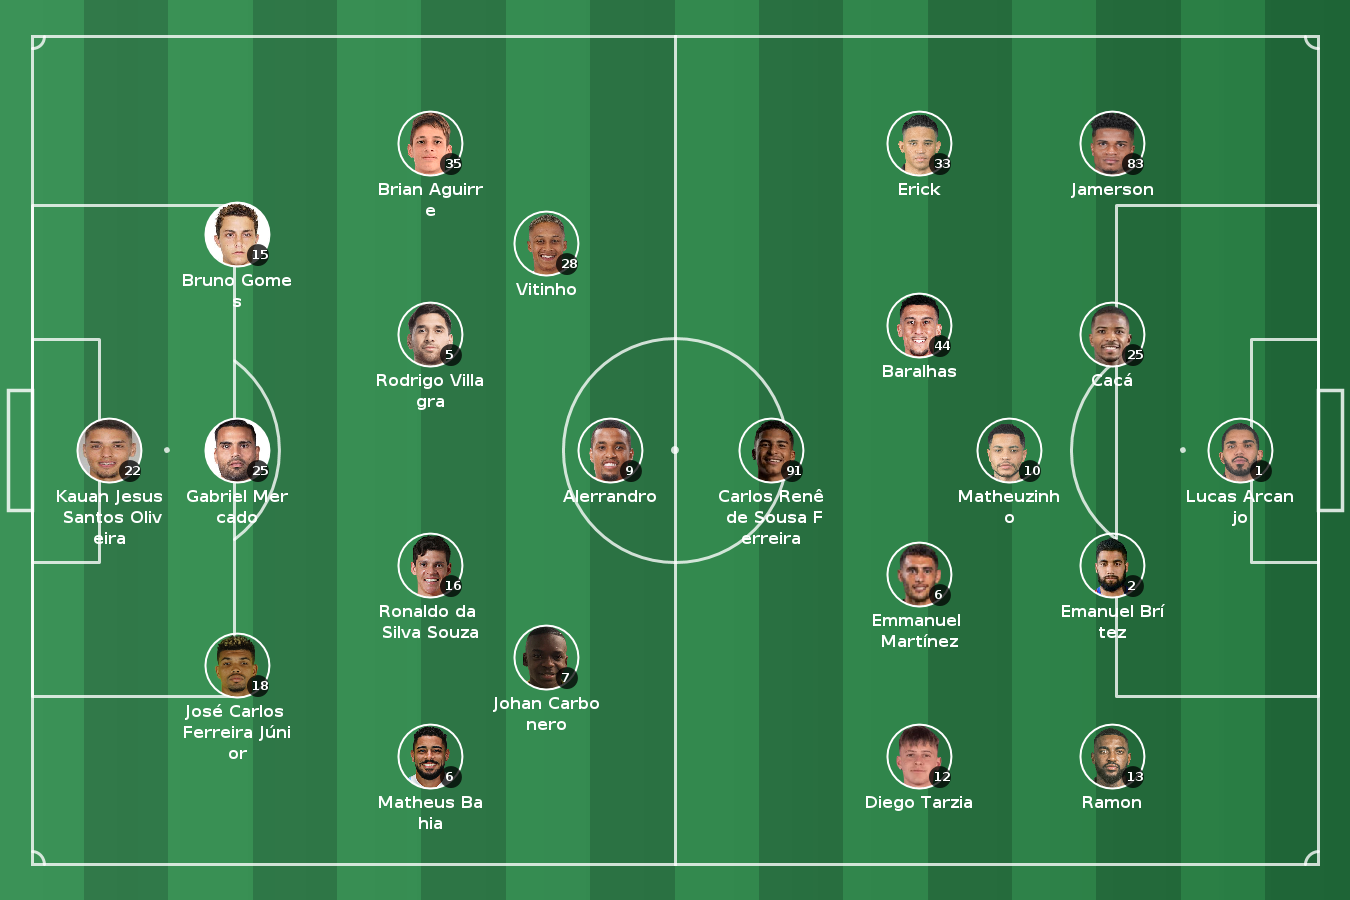 35
Brian Aguirr
e
33
Erick
83
Jamerson
15
Bruno Gome
s
28
Vitinho
5
Rodrigo Villa
gra
44
Baralhas
25
Cacá
22
Kauan Jesus
Santos Oliv
eira
25
Gabriel Mer
cado
9
Alerrandro
91
Carlos Renê
de Sousa F
erreira
10
Matheuzinh
o
1
Lucas Arcan
jo
16
Ronaldo da
Silva Souza
6
Emmanuel
Martínez
2
Emanuel Brí
tez
18
José Carlos
Ferreira Júni
or
7
Johan Carbo
nero
6
Matheus Ba
hia
12
Diego Tarzia
13
Ramon